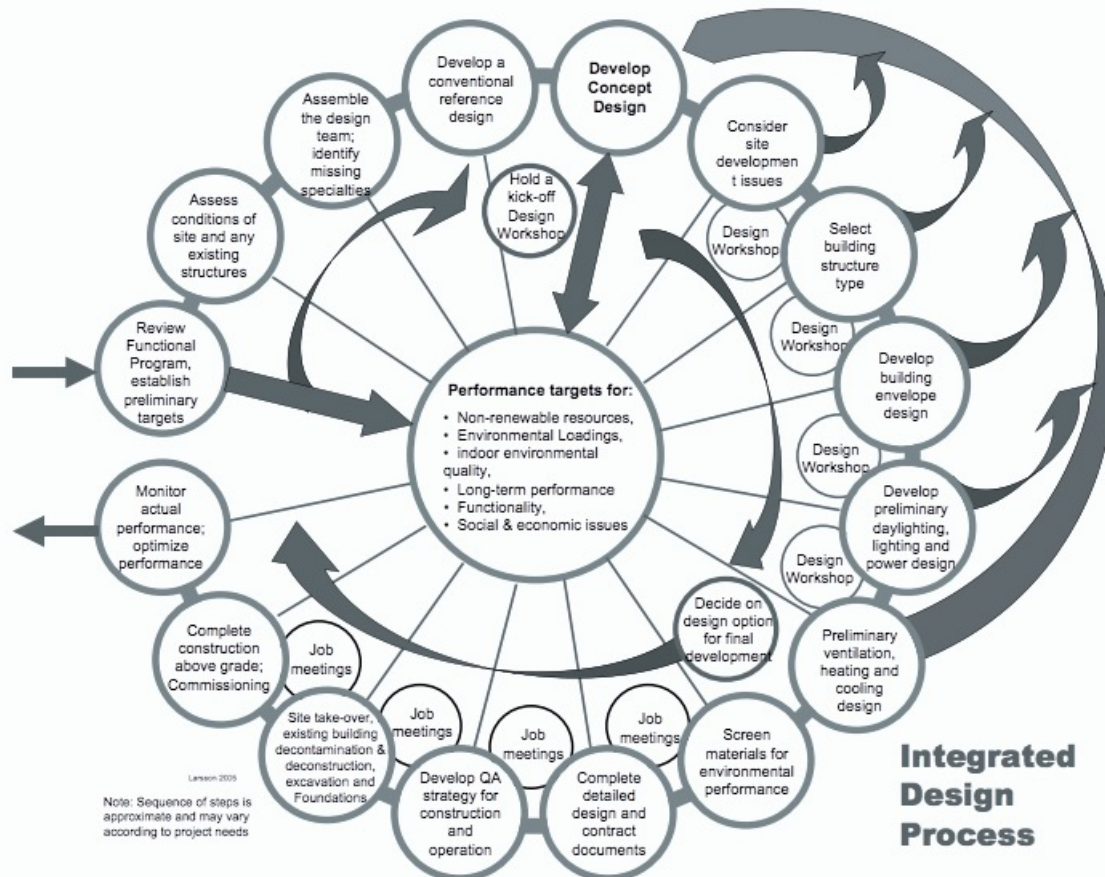 Review
Functional
Program,
establish
preliminary
targets
Assess
conditions of
site and any
existing
structures
Assemble
the design
team;
identify
missing
specialties
Develop a
conventional
reference
design
Hold a
kick-off
Design
Workshop
Develop
Concept
Design
Consider
site
developmen
t issues
Design
Workshop
Select
building
structure
type
Design
Workshop
Develop
building
envelope
design
Design
Workshop
Develop
preliminary
daylighting,
lighting and
power design
Design
Workshop
Preliminary
ventilation,
heating and
cooling
design
Decide on
design option
for final
development
Screen
materials for
environmental
performance
Job
meetings
Complete
detailed
design and
contract
documents
Job
meetings
Develop QA
strategy for
construction
and
operation
Job
meetings
Site take-over,
existing building
decontamination &
deconstruction,
excavation and
Foundations
Job
meetings
Complete
construction
above grade;
Commissioning
Monitor
actual
performance;
optimize
performance
Performance targets for:
• Non-renewable resources,
• Environmental Loadings,
• indoor environmental
quality,
• Long-term performance
• Functionality,
• Social & economic issues
Larsson 2005
Note: Sequence of steps is
approximate and may vary
according to project needs
Integrated
Design
Process